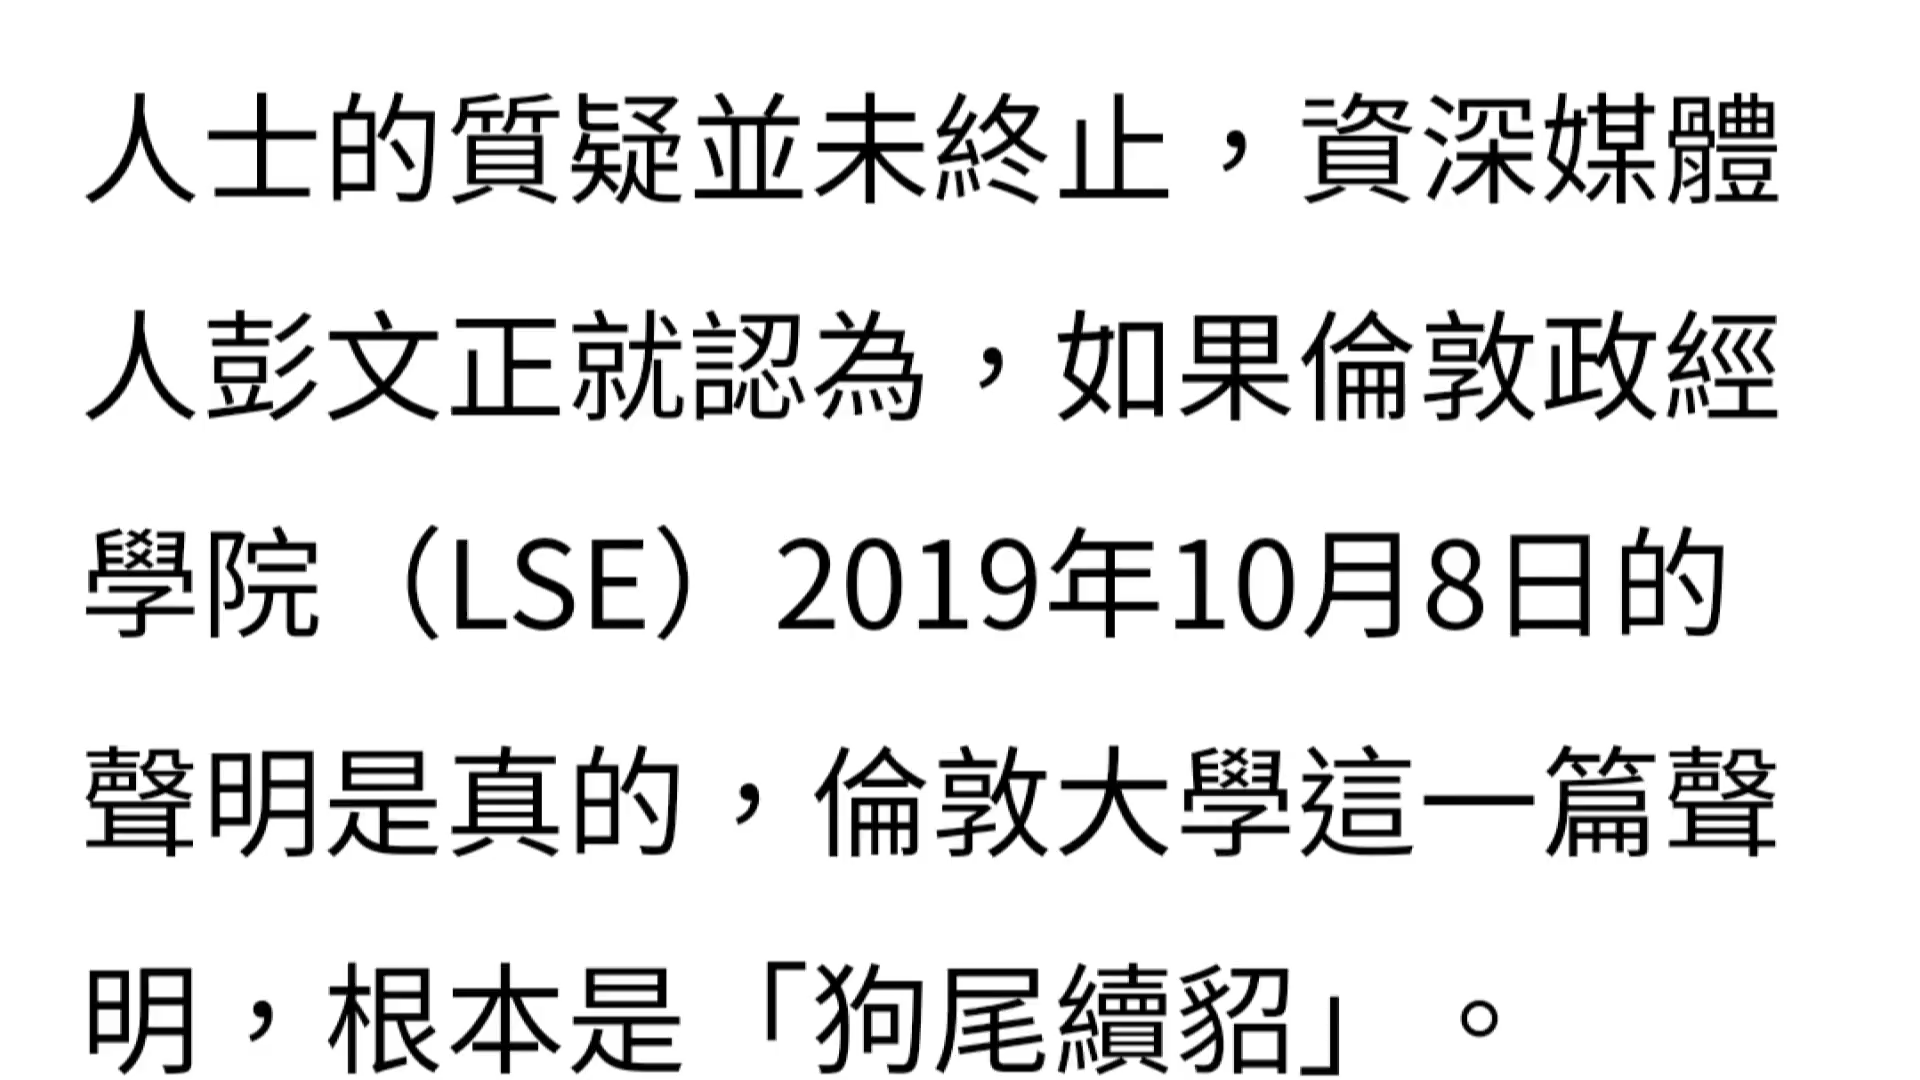 人士的質疑並未終止，資深媒體
人彭文正就認為，如果倫敦政經
學院（LSE）2019年10月8日的
聲明是真的，倫敦大學這一篇聲
明，根本是「狗尾續貂」。